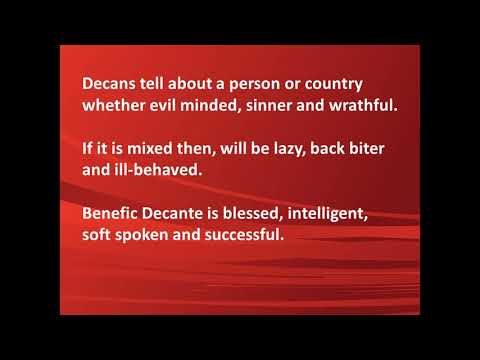 Decans tell about a person or country
whether evil minded, sinner and wrathful.
If it is mixed then, will be lazy, back biter
and ill-behaved.
Benefic Decante is blessed, intelligent,
soft spoken and successful.